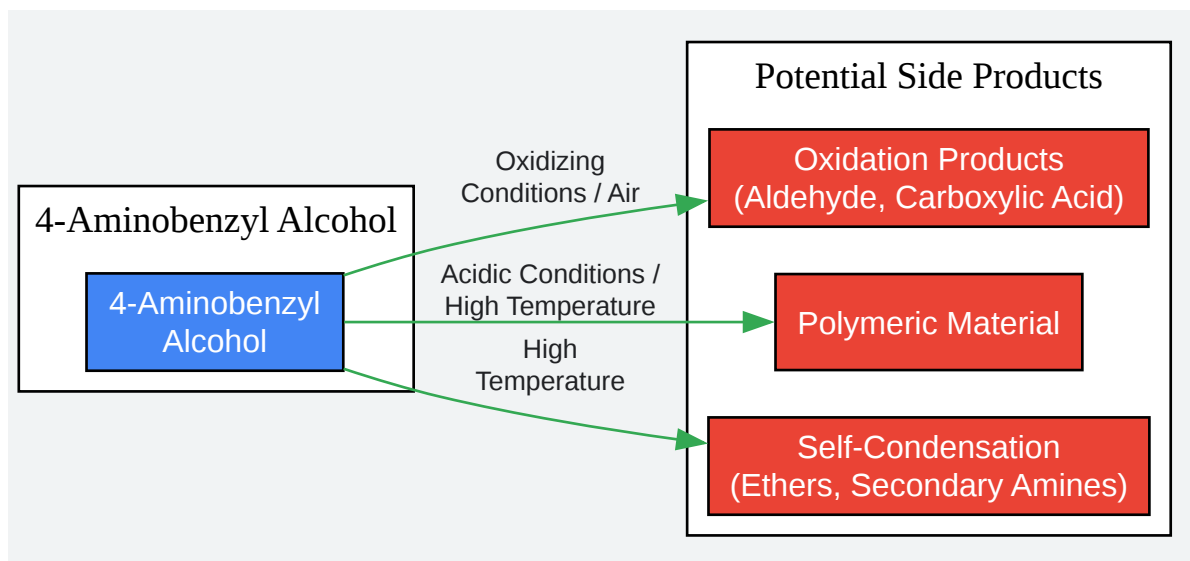 4-Aminobenzyl Alcohol
4-Aminobenzyl
Alcohol
Oxidizing
Conditions / Air
Acidic Conditions /
High Temperature
High
Temperature
Potential Side Products
Oxidation Products
(Aldehyde, Carboxylic Acid)
Polymeric Material
Self-Condensation
(Ethers, Secondary Amines)